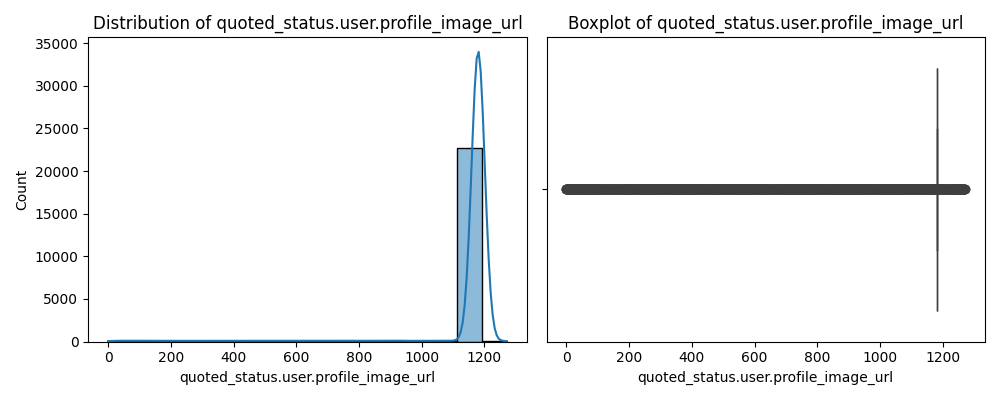 Distribution of quoted_status.user.profile_image_url
35000
30000
25000
20000
15000
10000
5000
0
Count
0 200 400 600 800 1000 1200
quoted_status.user.profile_image_url
Boxplot of quoted_status.user.profile_image_url
0 200 400 600 800 1000 1200
quoted_status.user.profile_image_url